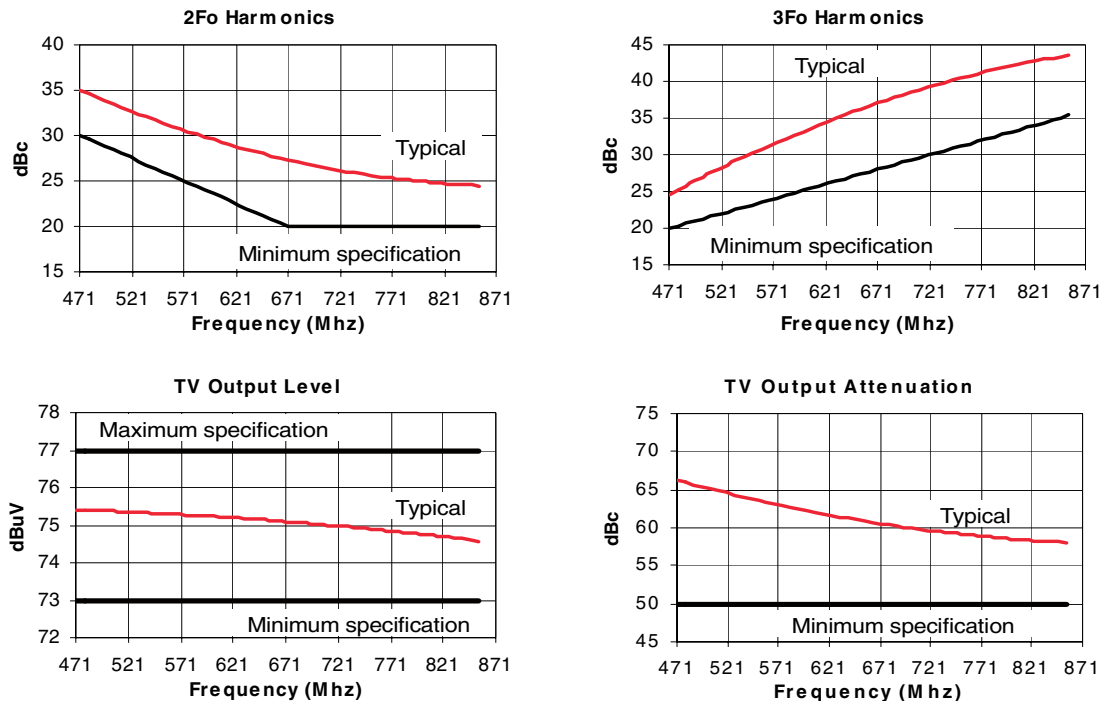 2Fo Harmonics
40
35
30
25
20
15
dBc
Typical
Minimum specification
471 521 571 621 671 721 771 821 871
Frequency (Mhz)
3Fo Harmonics
45
40
35
30
25
20
15
dBc
Typical
Minimum specification
471 521 571 621 671 721 771 821 871
Frequency (Mhz)
TV Output Level
78
77
76
75
74
73
72
dBuV
Maximum specification
Typical
Minimum specification
471 521 571 621 671 721 771 821 871
Frequency (Mhz)
TV Output Attenuation
75
70
65
60
55
50
45
dBc
Typical
Minimum specification
471 521 571 621 671 721 771 821 871
Frequency (Mhz)